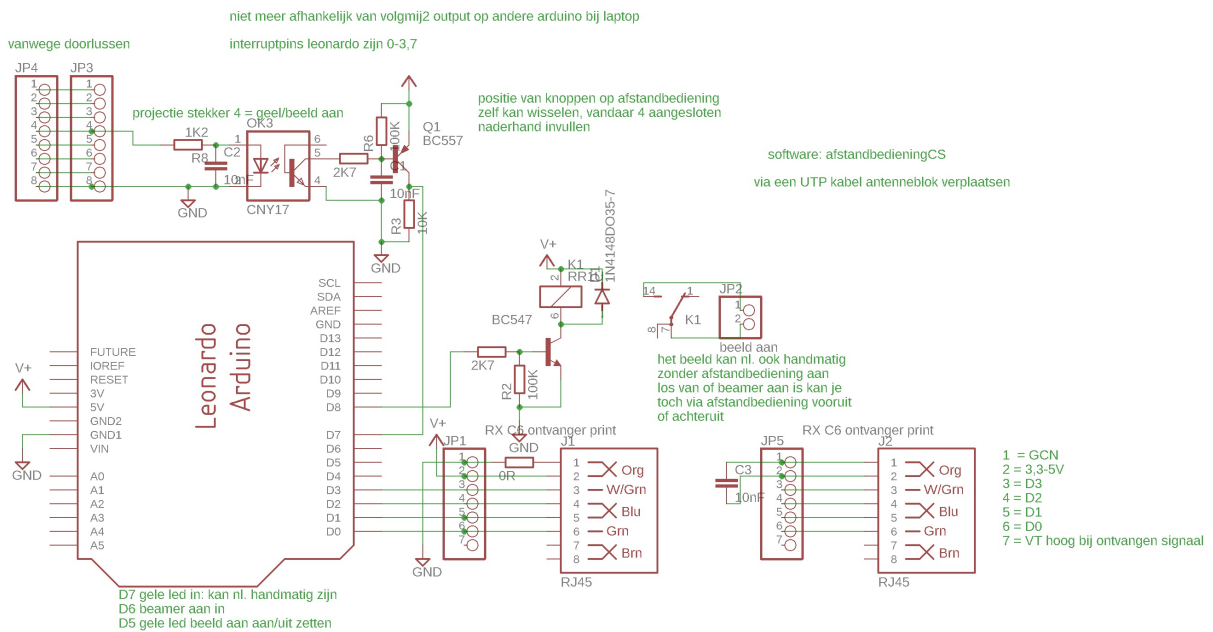 niet meer afhankelijk van volgmij2 output op andere arduino bij laptop
vanwege doorlussen
interruptpins leonardo zijn 0-3,7
JP4
JP3
1
2
3
4
5
6
7
8
1
2
3
4
5
6
7
8
projectie stekker 4 = geel/beeld aan
OK3
1K2
R8
C2
10nF
GND
1
6
5
4
CNY17
2K7
R6
100K
Q1
BC557
C1
10nF
R3
10K
GND
positie van knoppen op afstandbediening
zelf kan wisselen, vandaar 4 aangesloten
naderhand invullen
software: afstandbedieningCS
via een UTP kabel antenneblok verplaatsen
Leonardo
Arduino
FUTURE
IOREF
RESET
3V
5V
GND2
GND1
VIN
A0
A1
A2
A3
A4
A5
SCL
SDA
AREF
GND
D13
D12
D11
D10
D9
D8
D7
D6
D5
D4
D3
D2
D1
D0
V+
GND
D7 gele led in: kan nl. handmatig zijn
D6 beamer aan in
D5 gele led beeld aan aan/uit zetten
V+
K1
2
6
1N4148DO35-7
BC547
2K7
R2
100K
GND
14
1
8
7
K1
JP2
1
2
beeld aan
het beeld kan nl. ook handmatig
zonder afstandbediening aan
los van of beamer aan is kan je
toch via afstandbediening vooruit
of achteruit
V+
RX C6 ontvanger print
JP1
1
2
3
4
5
6
7
0R
GND
J1
1
2
3
4
5
6
7
8
Org
W/Grn
Blu
Grn
Brn
RJ45
RX C6 ontvanger print
JP5
1
2
3
4
5
6
7
C3
10nF
J2
1
2
3
4
5
6
7
8
Org
W/Grn
Blu
Grn
Brn
RJ45
1 = GCN
2 = 3,3-5V
3 = D3
4 = D2
5 = D1
6 = D0
7 = VT hoog bij ontvangen signaal